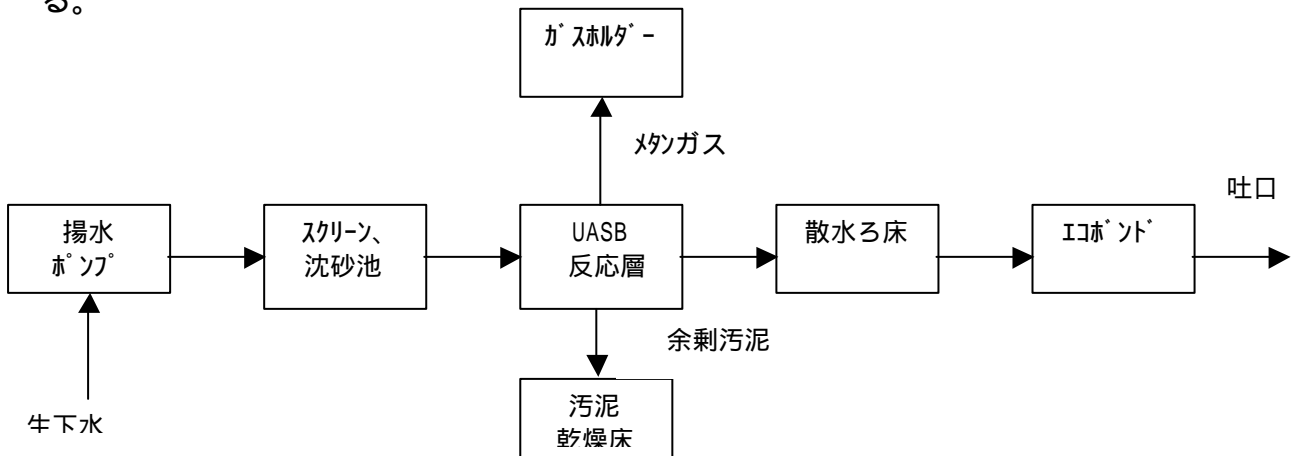 る。
ｶﾞｽﾎﾙﾀﾞｰ
ﾒﾀﾝガス
吐口
揚水
ﾎﾟﾝﾌﾟ
ｽｸﾘｰﾝ、
沈砂池
UASB
反応層
散水ろ床
ｴｺﾎﾞﾝﾄﾞ
余剰汚泥
汚泥
乾燥床
生下水